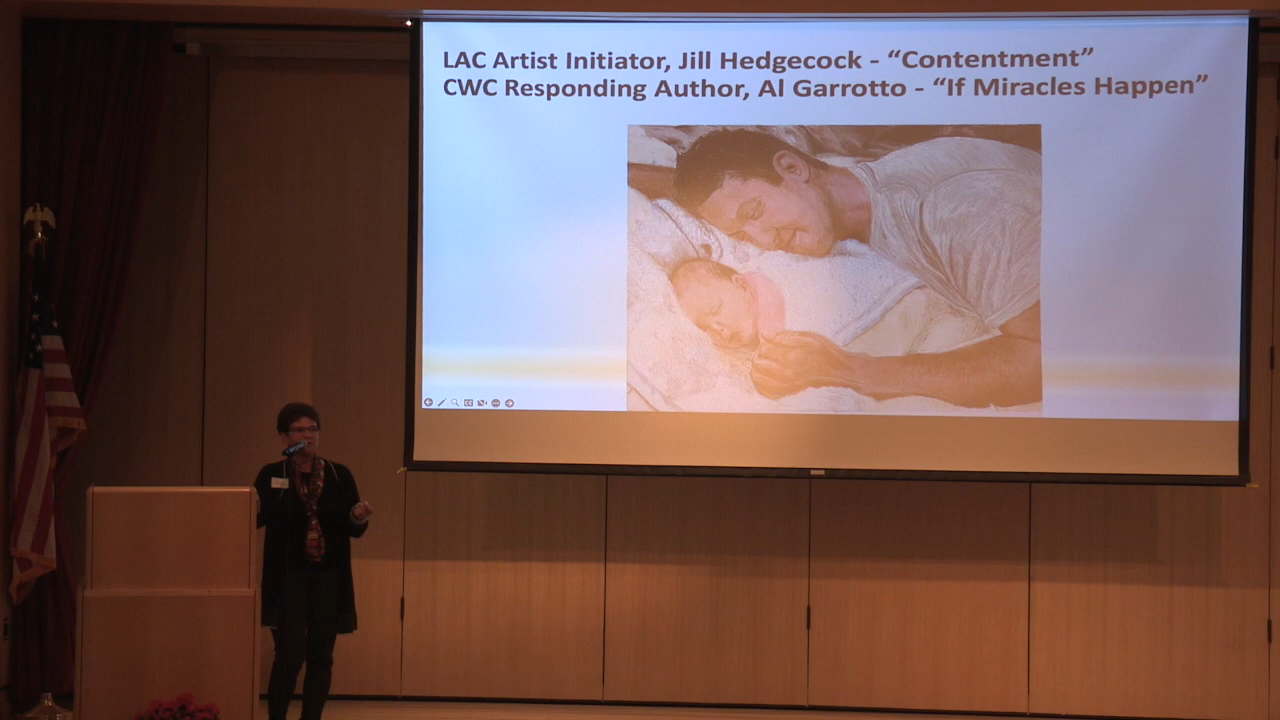 LAC Artist Initiator, Jill Hedgecock - “Contentment”
CWC Responding Author, Al Garrotto - “If Miracles Happen”